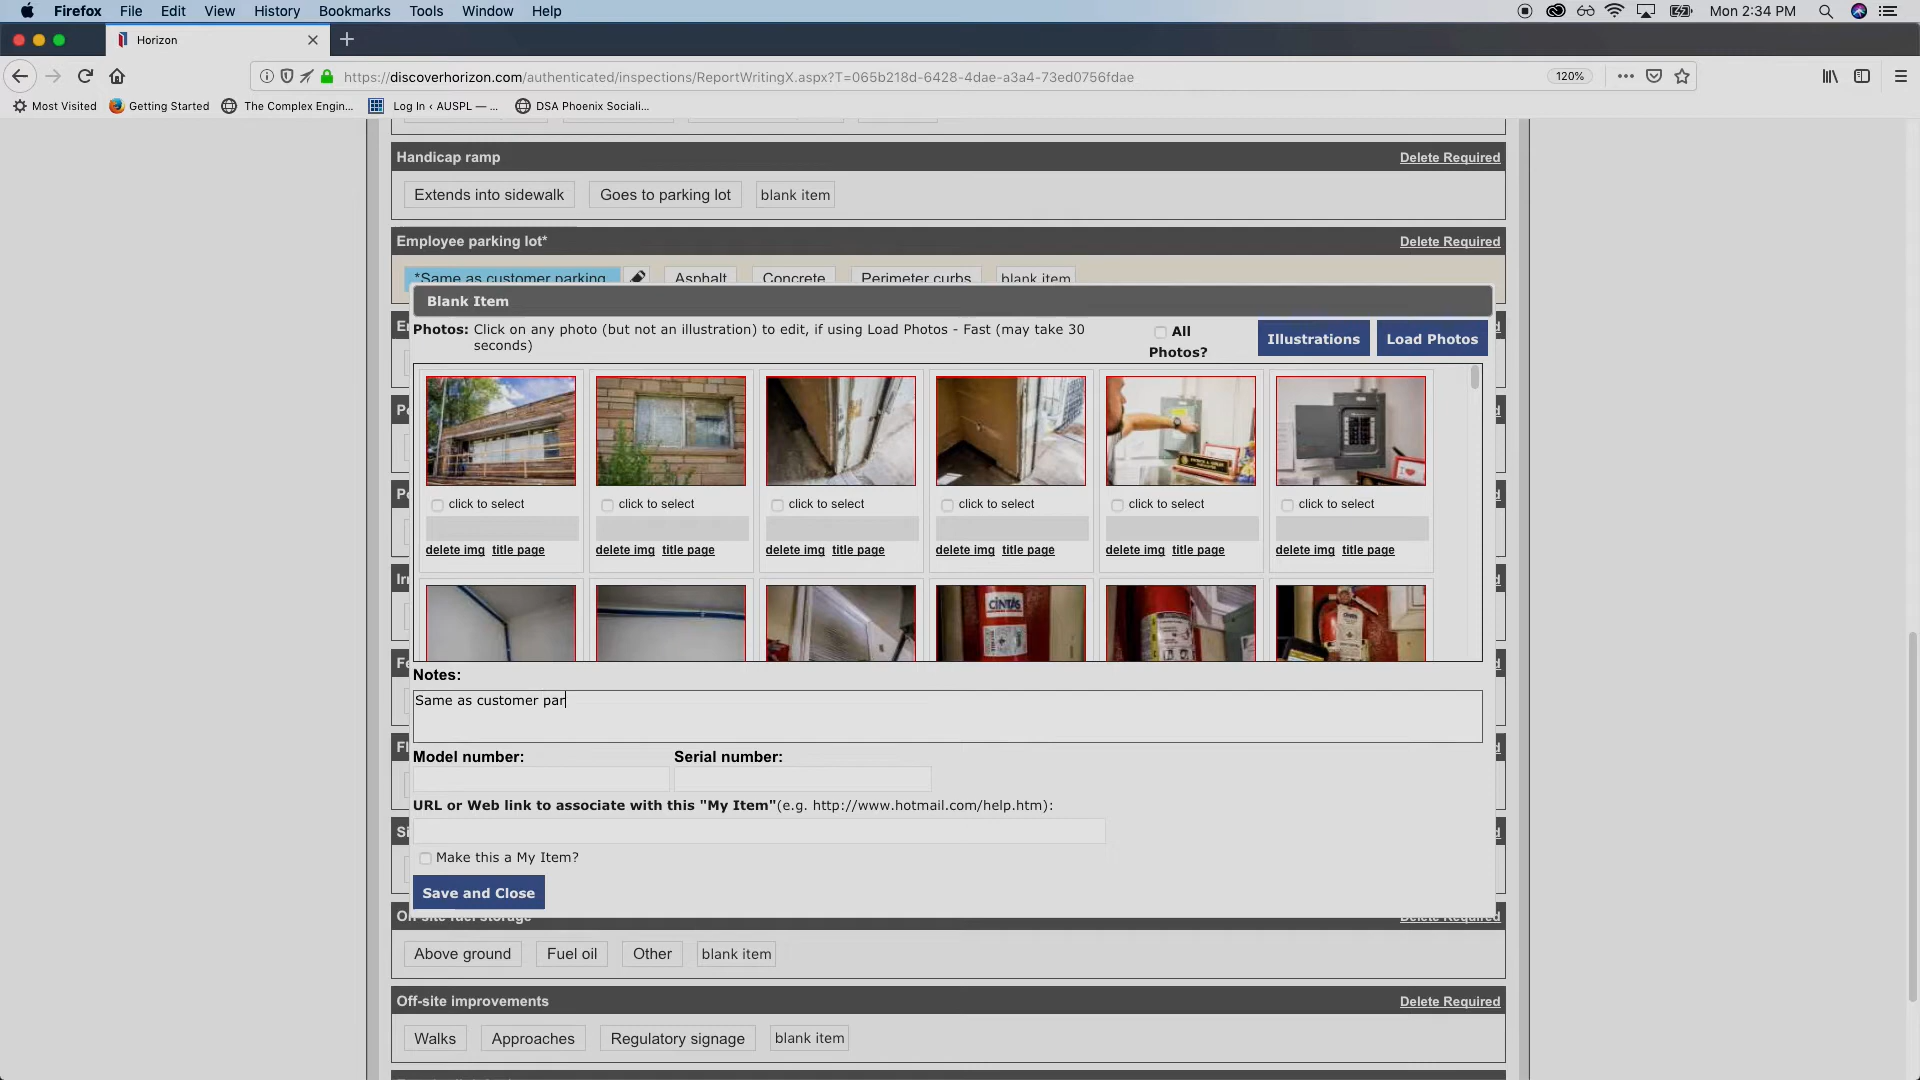 Firefox File Edit View History Bookmarks Tools Window Help Mon 2:34 PM
Horizon
https://discoverhorizon.com/authenticated/inspections/ReportWritingX.aspx?T=065b218d-6428-4dae-a3a4-73ed0756fdae 120%
Most Visited Getting Started The Complex Engin... Log In ‹ AUSPL — ... DSA Phoenix Sociali...
Handicap ramp Delete Required
Extends into sidewalk Goes to parking lot blank item
Employee parking lot* Delete Required
*Same as customer parking Asphalt Concrete Perimeter curbs blank item
Blank Item
Photos: Click on any photo (but not an illustration) to edit, if using Load Photos - Fast (may take 30
seconds)
All
Photos?
Illustrations Load Photos
click to select click to select click to select click to select click to select click to select
delete img title page delete img title page delete img title page delete img title page delete img title page delete img title page
CINTAS
Notes:
Same as customer par
Model number: Serial number:
URL or Web link to associate with this "My Item"(e.g. http://www.hotmail.com/help.htm):
Make this a My Item?
Save and Close
Off-site fuel storage Delete Required
Above ground Fuel oil Other blank item
Off-site improvements Delete Required
Walks Approaches Regulatory signage blank item